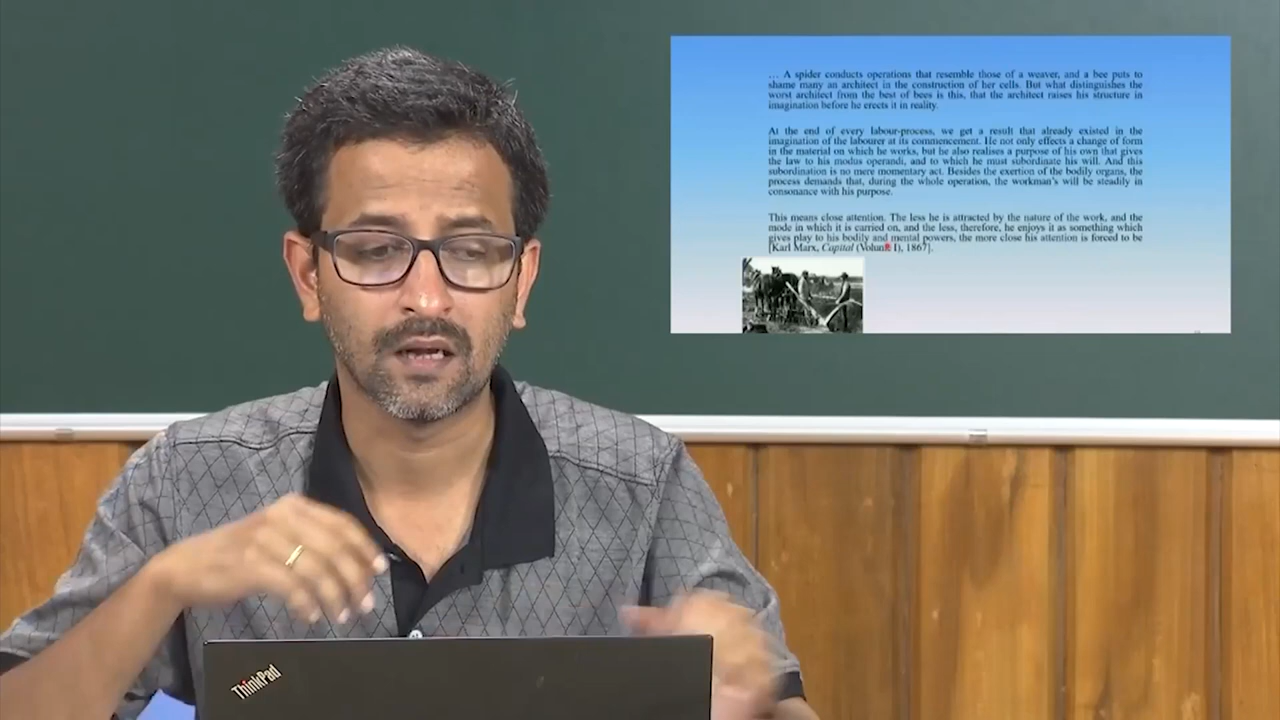 ... A spider conducts operations that resemble those of a weaver, and a bee puts to
shame many an architect in the construction of her cells. But what distinguishes the
worst architect from the best of bees is this, that the architect raises his structure in
imagination before he erects it in reality.
At the end of every labour-process, we get a result that already existed in the
imagination of the labourer at its commencement. He not only effects a change of form
in the material on which he works, but he also realises a purpose of his own that gives
the law to his modus operandi, and to which he must subordinate his will. And this
subordination is no mere momentary act. Besides the exertion of the bodily organs, the
process demands that, during the whole operation, the workman's will be steadily in
consonance with his purpose.
This means close attention. The less he is attracted by the nature of the work, and the
mode in which it is carried on, and the less, therefore, he enjoys it as something which
gives play to his bodily and mental powers, the more close his attention is forced to be
[Karl Marx, Capital (Volume I), 1867].
ThinkPad